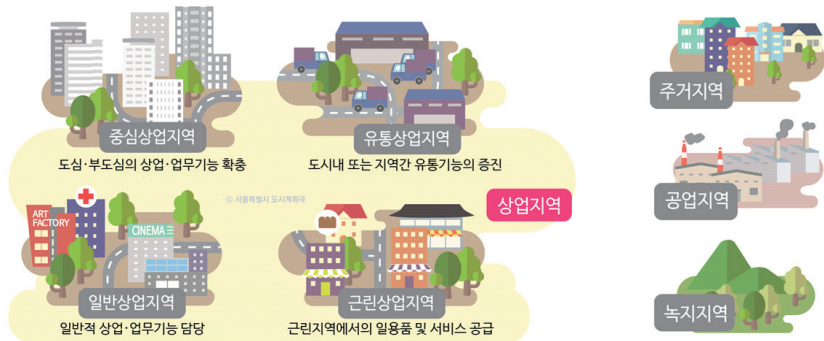 중심상업지역
도심·부도심의 상업·업무기능 확충
유통상업지역
도시내 또는 지역간 유통기능의 증진
ⓒ 서울특별시 도시계획국
상업지역
ART
FACTORY
CINEMA
일반상업지역
일반적 상업·업무기능 담당
근린상업지역
근린지역에서의 일용품 및 서비스 공급
주거지역
공업지역
녹지지역